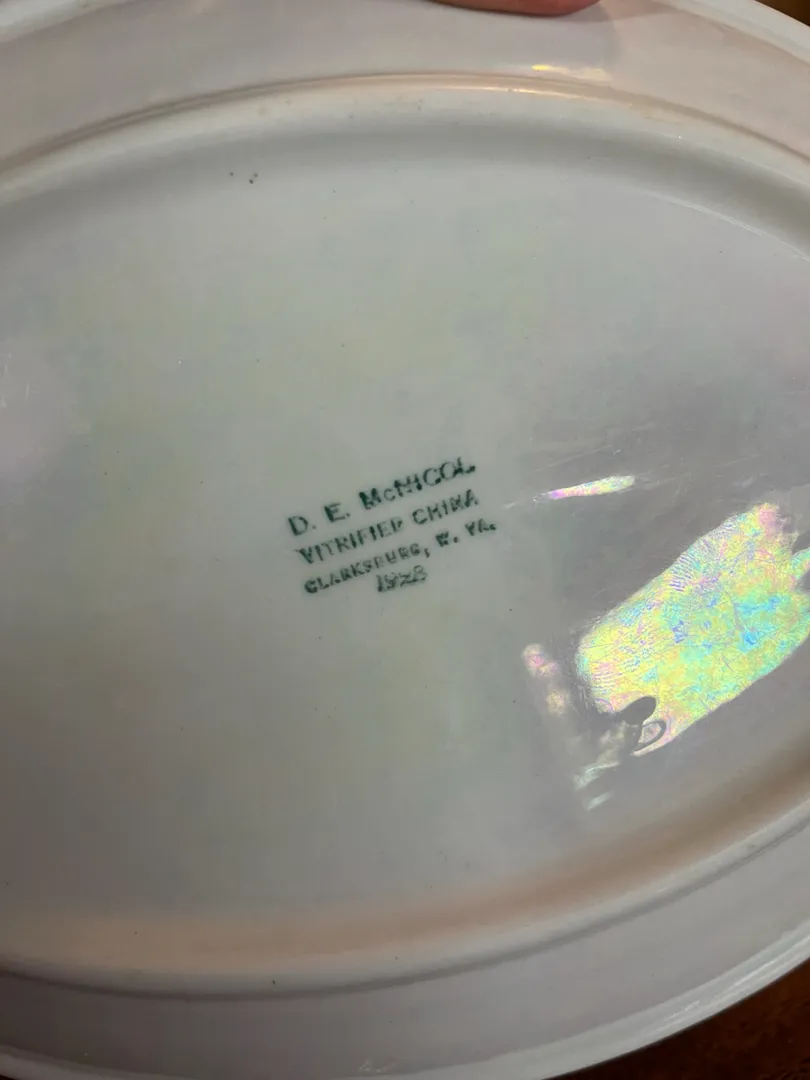 D. E. McNICOL
VITRIFIED CHINA
CLARKSBURG, W. VA.
1928